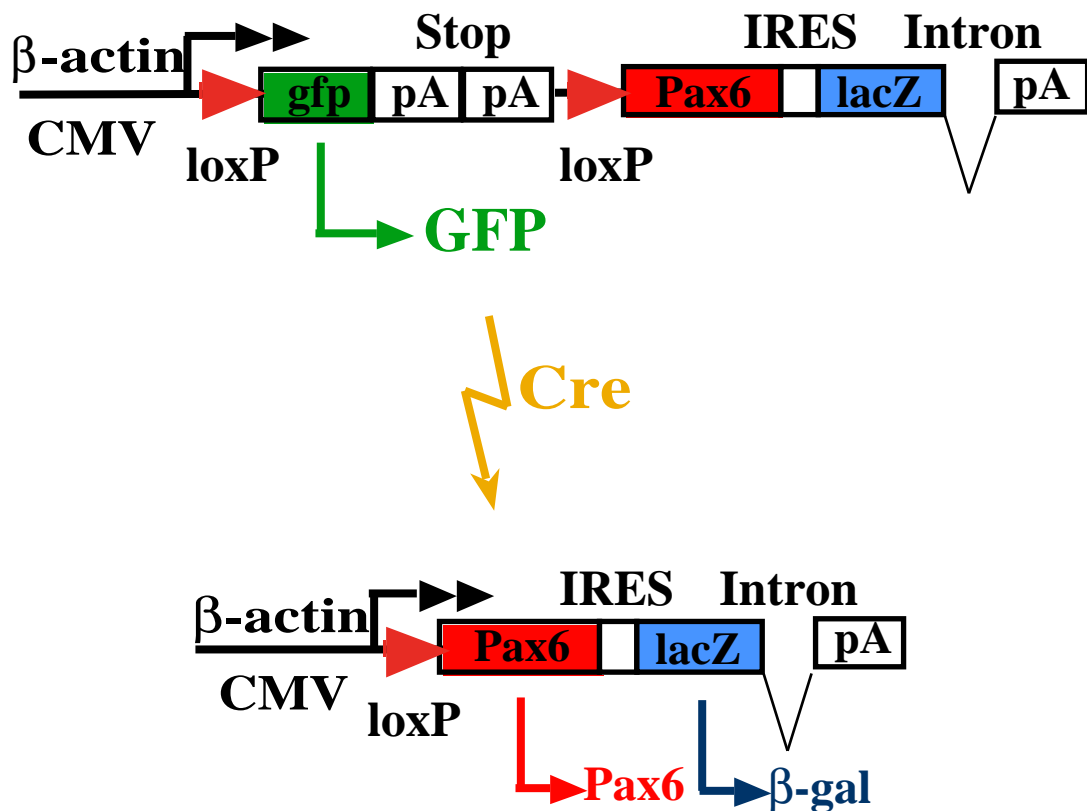 Stop IRES Intron
β-actin
gfp pA pA Pax6 lacZ pA
CMV
loxP loxP
GFP
Cre
IRES Intron
β-actin
Pax6 lacZ pA
CMV
loxP
Pax6 β-gal